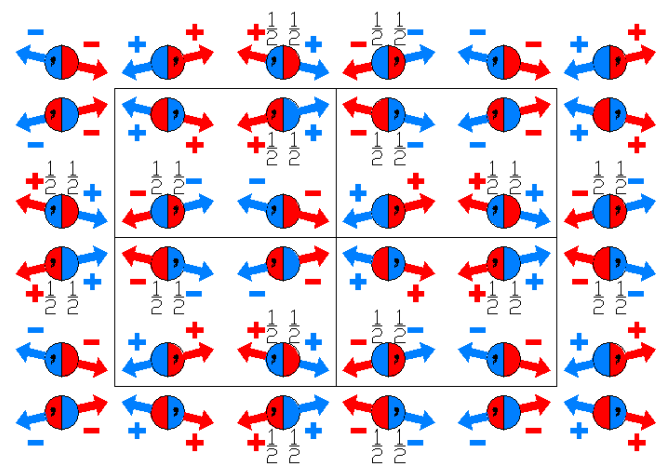 − , − + , + + 1/2 , 1/2 + − 1/2 , 1/2 − − , − + , +
− , − + , + + 1/2 , 1/2 + − 1/2 , 1/2 − − , − + , +
+ 1/2 , 1/2 + − 1/2 , 1/2 − − , − + , + + 1/2 , 1/2 + − 1/2 , 1/2 −
+ 1/2 , 1/2 + − 1/2 , 1/2 − − , − + , + + 1/2 , 1/2 + − 1/2 , 1/2 −
− , − + , + + 1/2 , 1/2 + − 1/2 , 1/2 − − , − + , +
− , − + , + + 1/2 , 1/2 + − 1/2 , 1/2 − − , − + , +